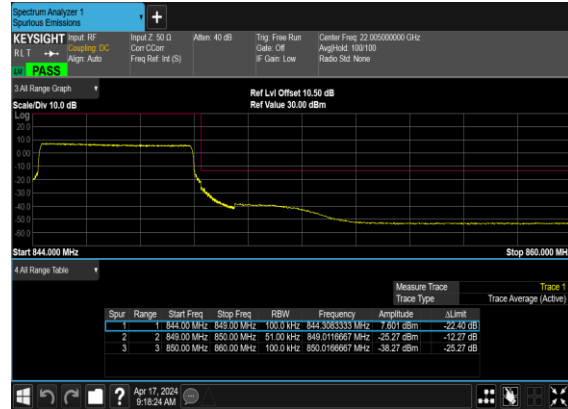 Spectrum Analyzer 1
Spurious Emissions
+
KEYSIGHT Input: RF Input Z: 50 Ω Atten: 40 dB Trig: Free Run Center Freq: 22.005000000 GHz
RLT Coupling: DC Corr CCorr Gate: Off Avg|Hold: 100/100
Align: Auto Freq Ref: Int (S) IF Gain: Low Radio Std: None
LW PASS
3 All Range Graph
Ref Lvl Offset 10.50 dB
Scale/Div 10.0 dB Ref Value 30.00 dBm
Log
20.0
10.0
0.00
-10.0
-20.0
-30.0
-40.0
-50.0
-60.0
Start 844.000 MHz Stop 860.000 MH
4 All Range Table
Measure Trace Trace 1
Trace Type Trace Average (Active)
Spur Range Start Freq Stop Freq RBW Frequency Amplitude ΔLimit
1 1 844.00 MHz 849.00 MHz 100.0 kHz 844.3083333 MHz 7.601 dBm -22.40 dB
2 2 849.00 MHz 850.00 MHz 51.00 kHz 849.0116667 MHz -25.27 dBm -12.27 dB
3 3 850.00 MHz 860.00 MHz 100.0 kHz 850.0166667 MHz -38.27 dBm -25.27 dB
? Apr 17, 2024
9:18:24 AM